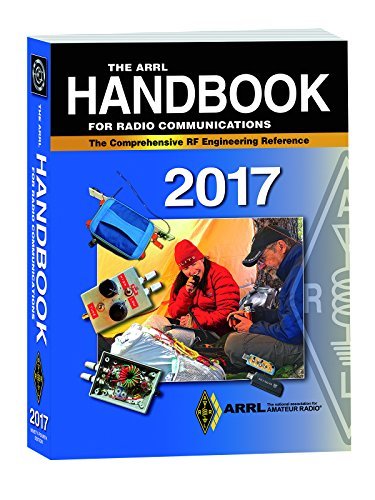 THE ARRL
HANDBOOK
FOR RADIO COMMUNICATIONS
The Comprehensive RF Engineering Reference
2017
ARRL
The national association for
AMATEUR RADIO®
THE ARRL
HANDBOOK
FOR RADIO COMMUNICATIONS
2017